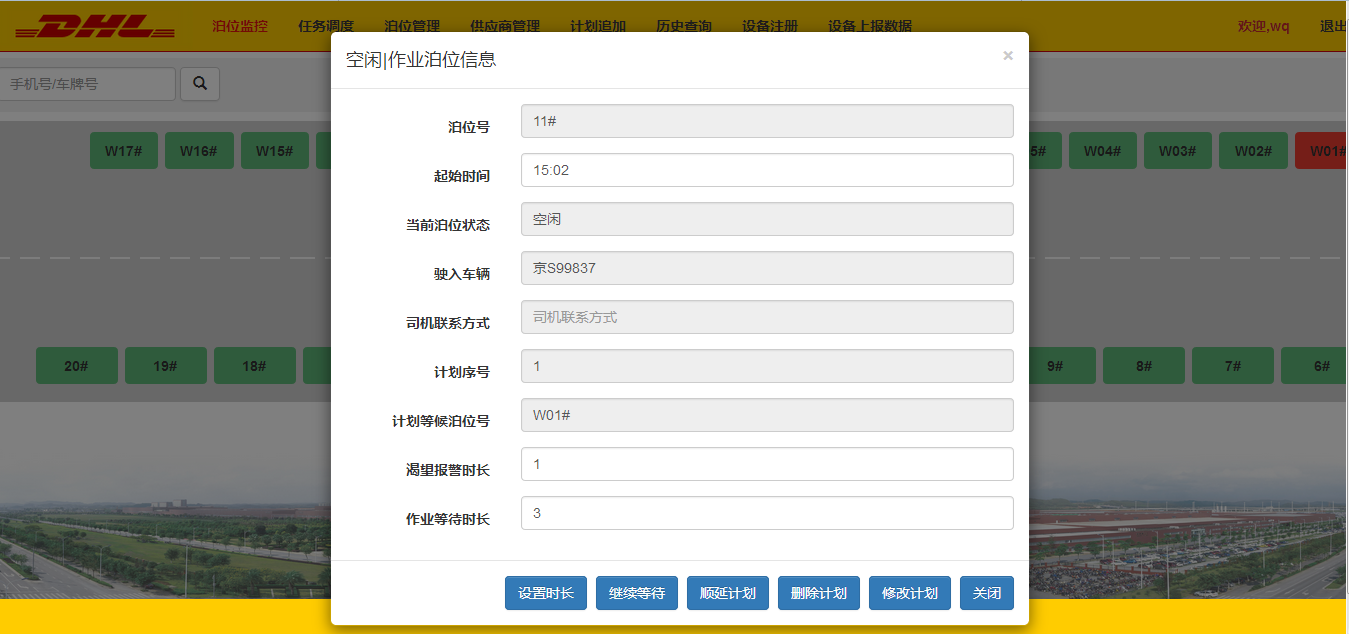 DHL 泊位监控 任务调度 泊位管理 供应商管理 计划追加 历史查询 设备注册 设备上报数据 欢迎,wq 退出
空闲|作业泊位信息 ×
手机号/车牌号
W17# W16# W15# 5# W04# W03# W02# W01#
泊位号 11#
起始时间 15:02
当前泊位状态 空闲
驶入车辆 京S99837
司机联系方式 司机联系方式
20# 19# 18# 9# 8# 7# 6#
计划序号 1
计划等候泊位号 W01#
渴望报警时长 1
作业等待时长 3
设置时长 继续等待 顺延计划 删除计划 修改计划 关闭